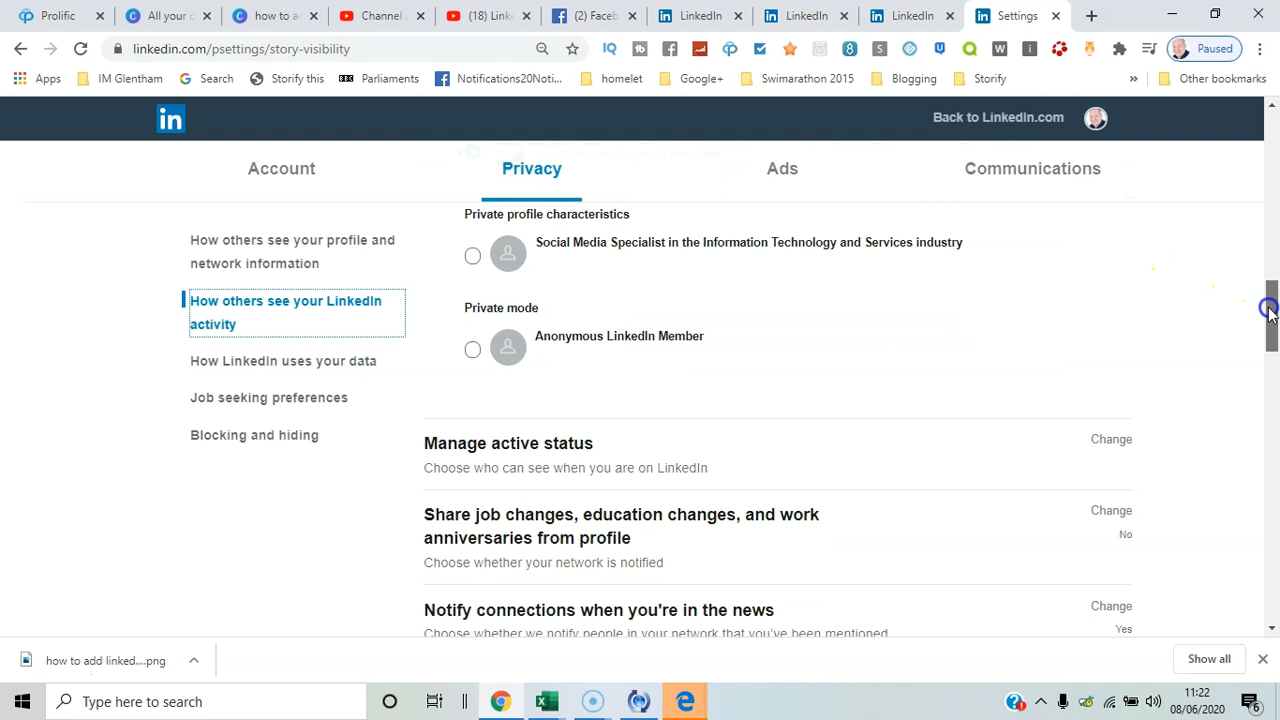 Prolific
All your c
how to a
Channel
(18) Link
(2) Faceb
LinkedIn
LinkedIn
LinkedIn
Settings
linkedin.com/psettings/story-visibility
Paused
Apps
IM Glentham
Search
Storify this
BBC Parliaments
Notifications20Noti...
homelet
Google+
Swimarathon 2015
Blogging
Storify
»
Other bookmarks
in
Back to LinkedIn.com
Account
Privacy
Ads
Communications
How others see your profile and
network information
How others see your LinkedIn
activity
How LinkedIn uses your data
Job seeking preferences
Blocking and hiding
Private profile characteristics
Social Media Specialist in the Information Technology and Services industry
Private mode
Anonymous LinkedIn Member
Manage active status
Change
Choose who can see when you are on LinkedIn
Share job changes, education changes, and work
anniversaries from profile
Change
No
Choose whether your network is notified
Notify connections when you're in the news
Change
Yes
Choose whether we notify people in your network that you've been mentioned
how to add linked....png
Show all
Type here to search
11:22
08/06/2020
6